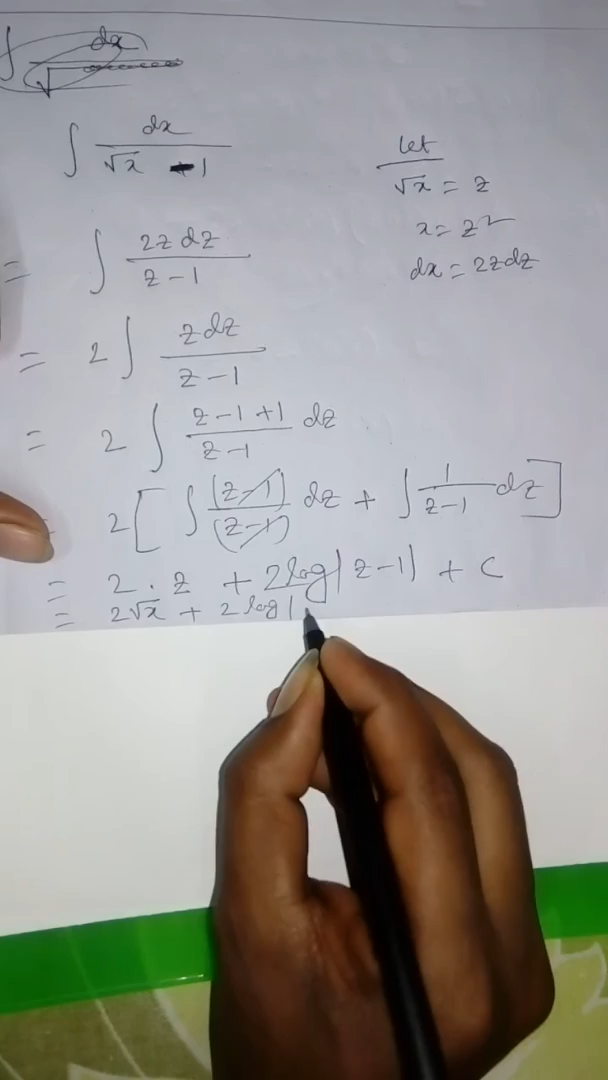 ∫ dx / √
∫ dx / (√x - 1)
let
√x = z
x = z²
dx = 2z dz
= ∫ 2z dz / (z - 1)
= 2 ∫ z dz / (z - 1)
= 2 ∫ (z - 1 + 1) / (z - 1) dz
= 2 [ ∫ (z-1) / (z-1) dz + ∫ 1 / (z-1) dz ]
= 2 . z + 2 log | z - 1 | + c
= 2√x + 2 log |